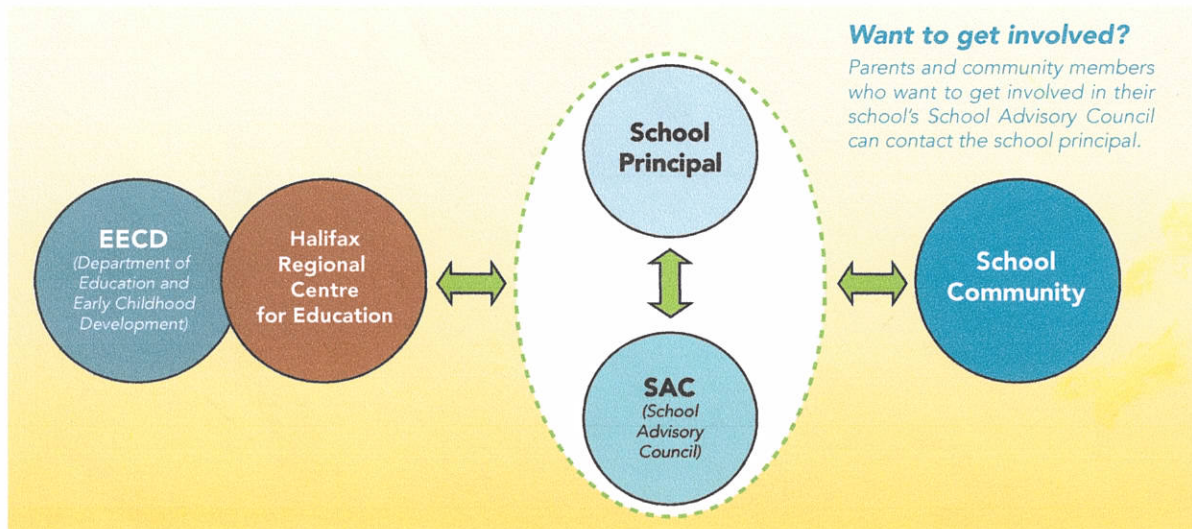 Want to get involved?
Parents and community members
who want to get involved in their
school's School Advisory Council
can contact the school principal.
School
Principal
EECD
(Department of
Education and
Early Childhood
Development)
Halifax
Regional
Centre
for Education
SAC
(School
Advisory
Council)
School
Community